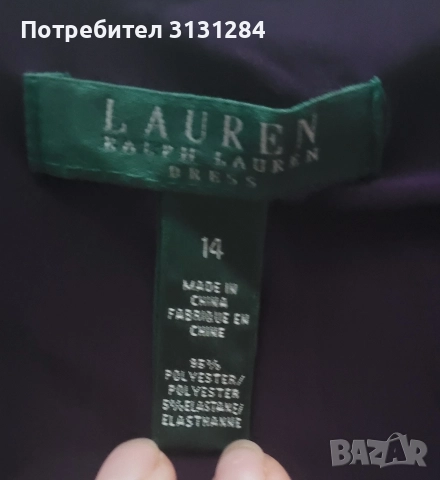 Потребител 3131284
LAUREN
RALPH LAUREN
DRESS
14
MADE IN
CHINA
FABRIQUE EN
CHINE
95%
POLYESTER/
POLYESTER
5%ELASTANE/
ELASTHANNE
BAZAR